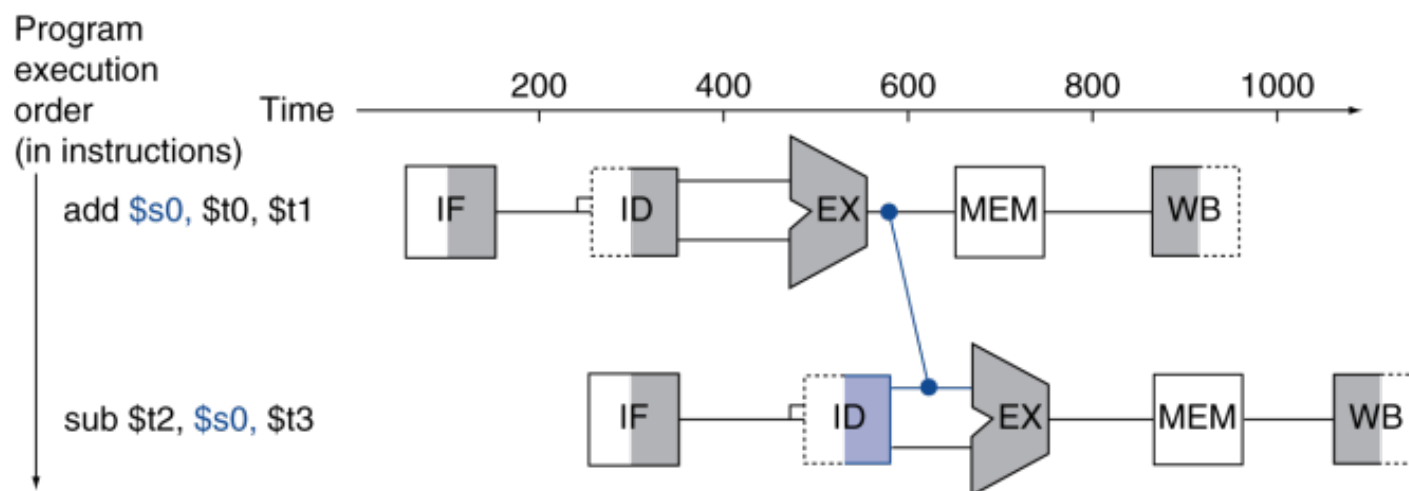 Program
execution
order
(in instructions)
Time
200 400 600 800 1000
add $s0, $t0, $t1
IF ID EX MEM WB
sub $t2, $s0, $t3
IF ID EX MEM WB